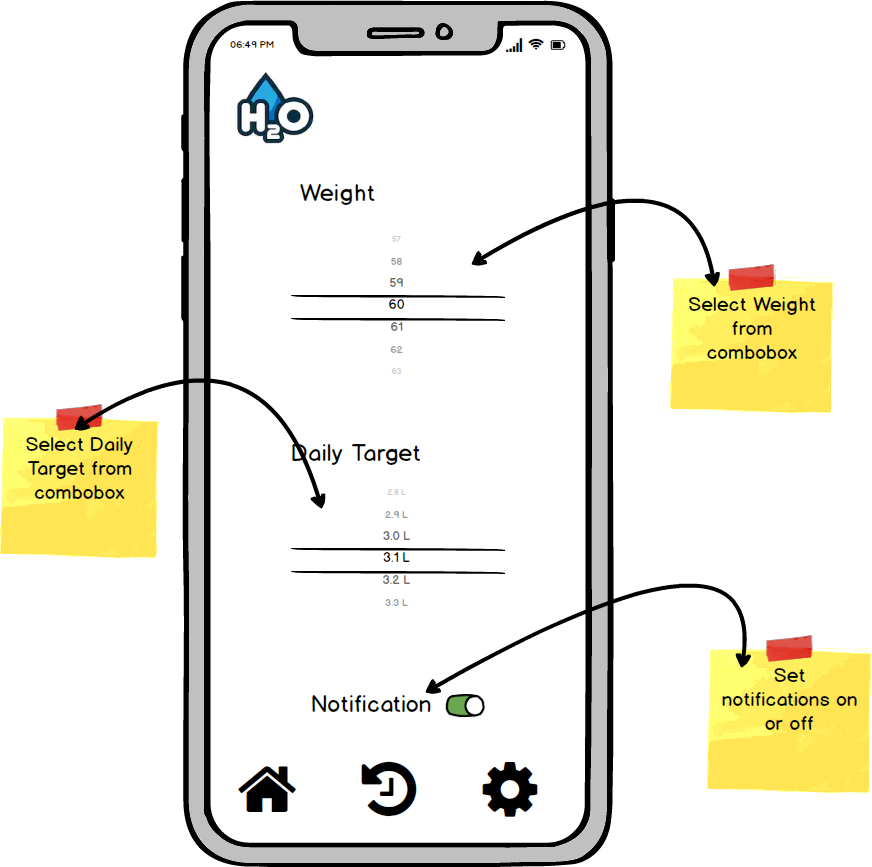 06:49 PM
H2O
Weight
57
58
59
60
61
62
63
Select Weight
from
combobox
Select Daily
Target from
combobox
Daily Target
2.8 L
2.9 L
3.0 L
3.1 L
3.2 L
3.3 L
Notification
Set
notifications on
or off